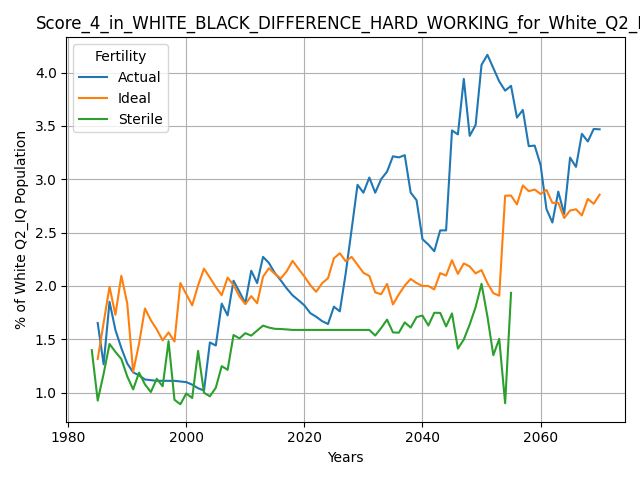 Score_4_in_WHITE_BLACK_DIFFERENCE_HARD_WORKING_for_White_Q2_I
Fertility
Actual
Ideal
Sterile
% of White Q2_IQ Population
4.0
3.5
3.0
2.5
2.0
1.5
1.0
1980
2000
2020
2040
2060
Years